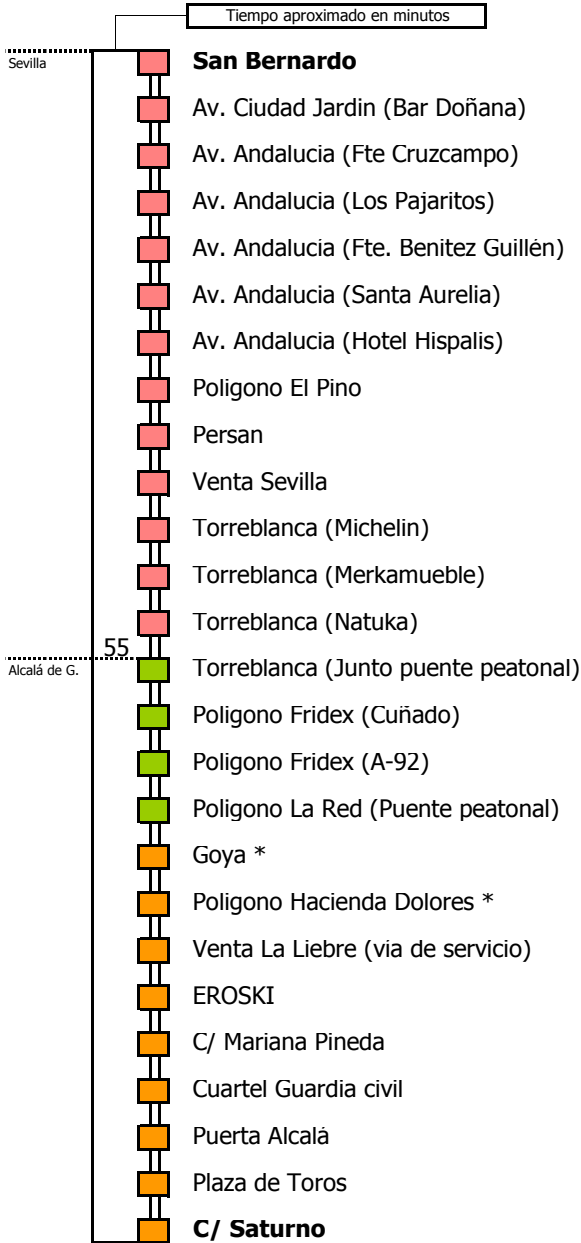 Tiempo aproximado en minutos
Sevilla
San Bernardo
Av. Ciudad Jardin (Bar Doñana)
Av. Andalucia (Fte Cruzcampo)
Av. Andalucia (Los Pajaritos)
Av. Andalucia (Fte. Benitez Guillén)
Av. Andalucia (Santa Aurelia)
Av. Andalucia (Hotel Hispalis)
Poligono El Pino
Persan
Venta Sevilla
Torreblanca (Michelin)
Torreblanca (Merkamueble)
Torreblanca (Natuka)
55
Alcalá de G.
Torreblanca (Junto puente peatonal)
Poligono Fridex (Cuñado)
Poligono Fridex (A-92)
Poligono La Red (Puente peatonal)
Goya *
Poligono Hacienda Dolores *
Venta La Liebre (via de servicio)
EROSKI
C/ Mariana Pineda
Cuartel Guardia civil
Puerta Alcalá
Plaza de Toros
C/ Saturno